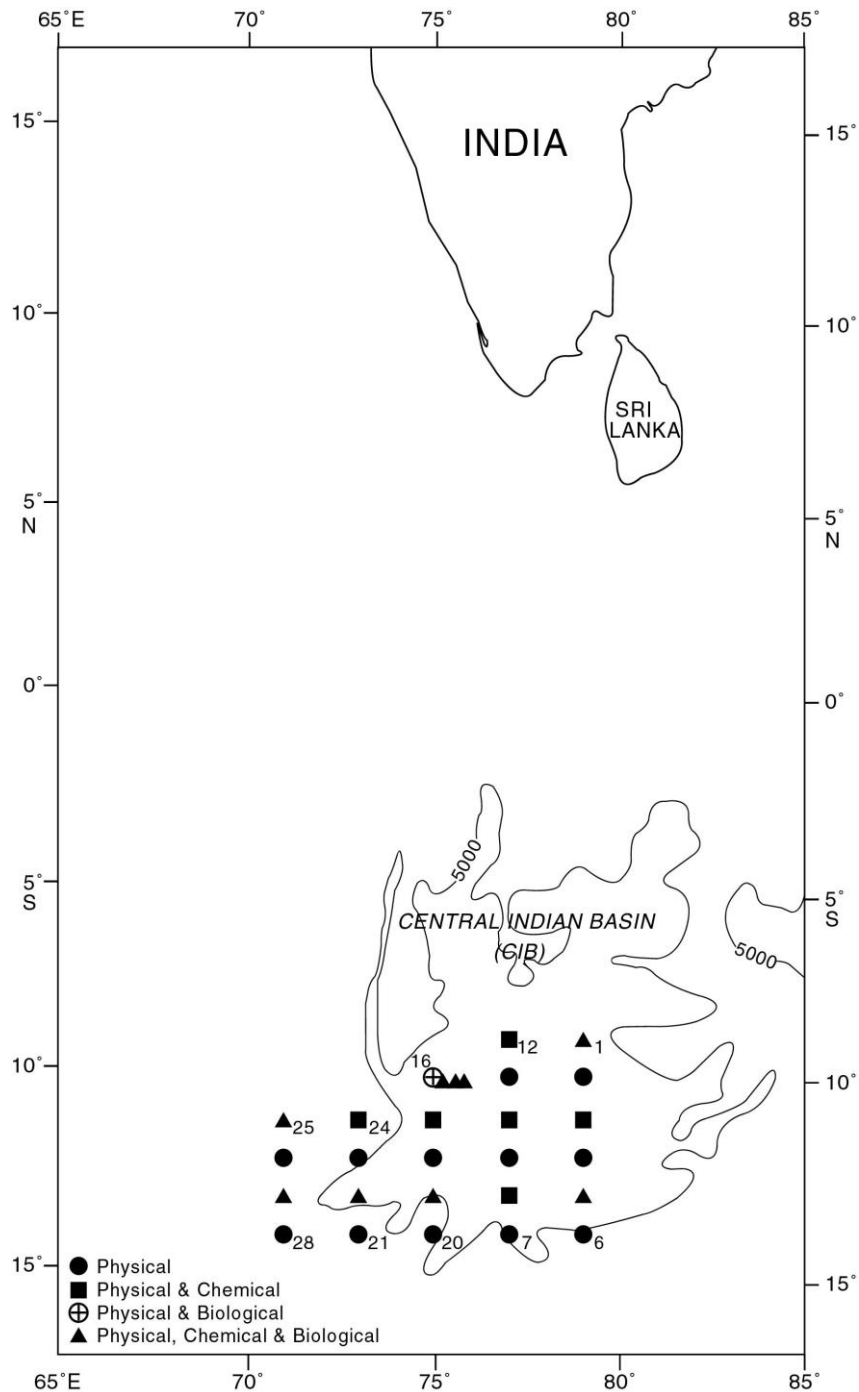 65°E 70° 75° 80° 85°
INDIA
15° 15°
10° 10°
SRI
LANKA
5° 5°
N N
0° 0°
5000
5° 5°
S S
CENTRAL INDIAN BASIN
(CIB)
5000
12 1
10° 16 10°
25 24
28 21 20 7 6
15° 15°
Physical
Physical & Chemical
Physical & Biological
Physical, Chemical & Biological
65°E 70° 75° 80° 85°